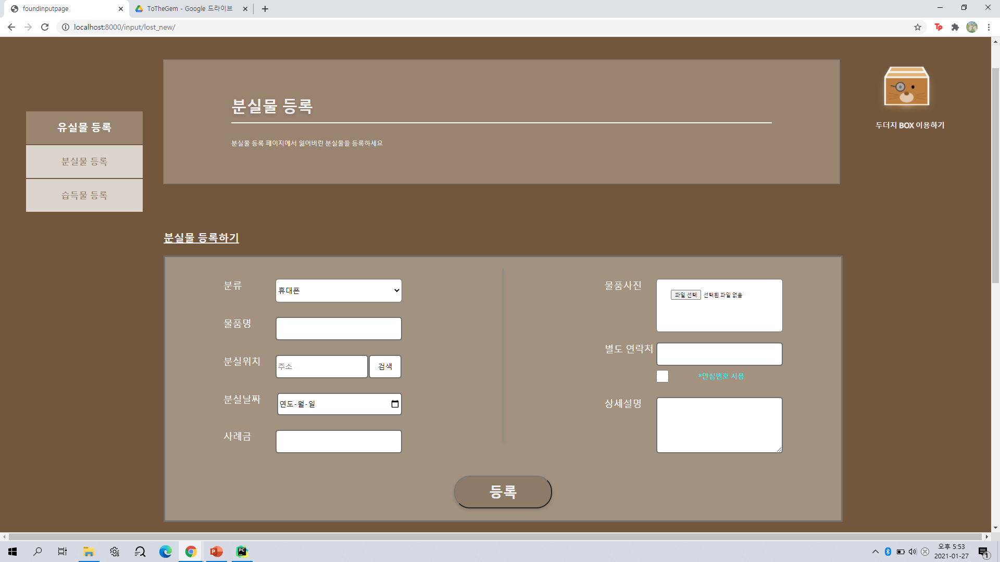 foundinputpage
ToTheGem - Google 드라이브
localhost:8000/input/lost_new/
Tp
분실물 등록
분실물 등록 페이지에서 잃어버린 분실물을 등록하세요
두더지 BOX 이용하기
유실물 등록
분실물 등록
습득물 등록
분실물 등록하기
분류
휴대폰
물품명
분실위치
주소
검색
분실날짜
연도-월-일
사례금
물품사진
파일 선택 선택된 파일 없음
별도 연락처
*안심번호 사용
상세설명
등록
P
PC
오후 5:53
2021-01-27
1